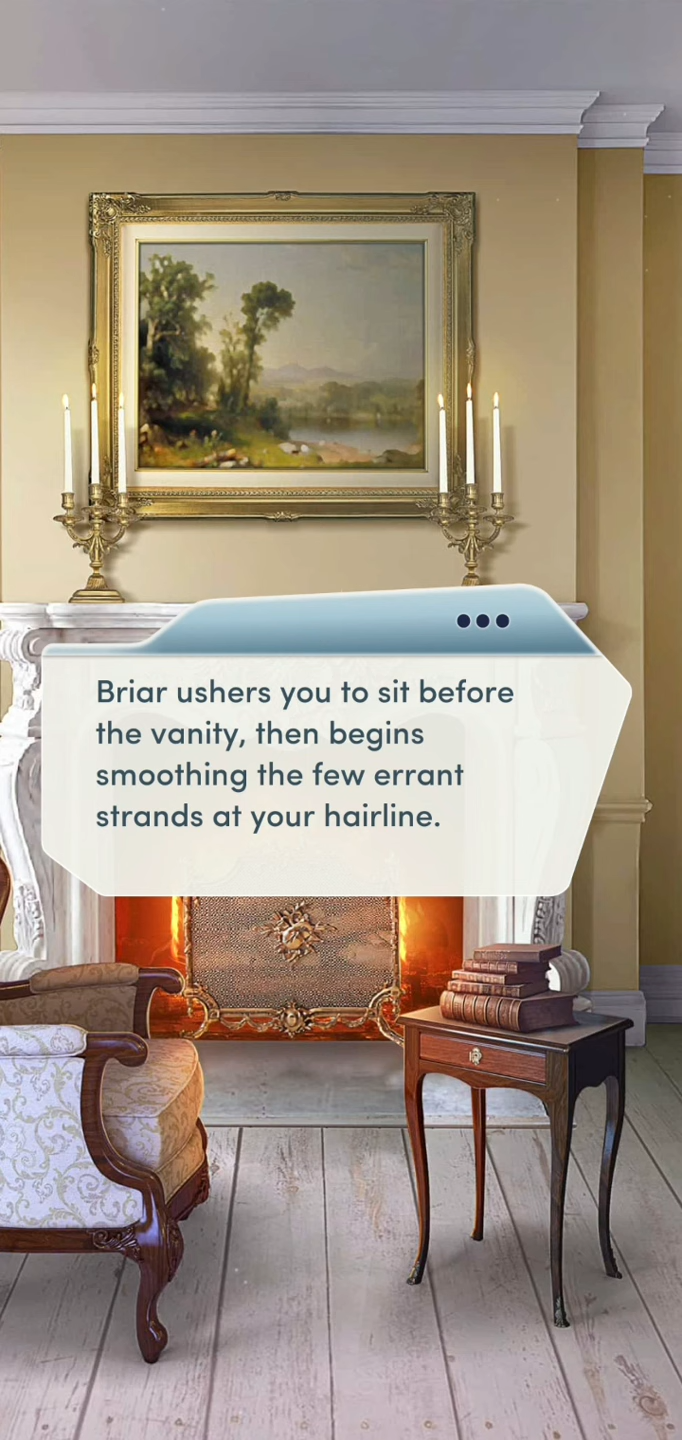 Briar ushers you to sit before
the vanity, then begins
smoothing the few errant
strands at your hairline.